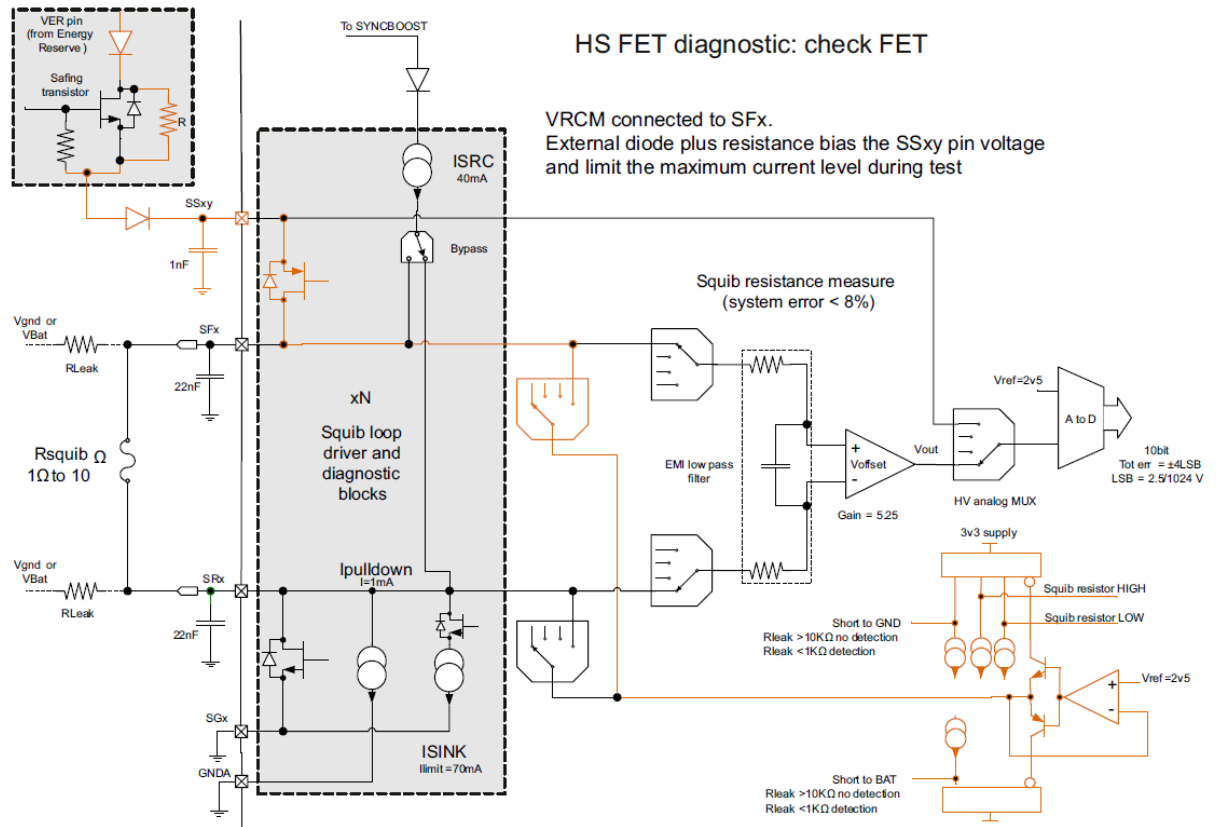 VER pin
(from Energy
Reserve )
Safing
transistor
R
To SYNCBOOST
HS FET diagnostic: check FET
VRCM connected to SFx.
External diode plus resistance bias the SSxy pin voltage
and limit the maximum current level during test
ISRC
40mA
SSxy
1nF
Bypass
Squib resistance measure
(system error < 8%)
Vgnd or
VBat
SFx
RLeak
22nF
xN
Squib loop
driver and
diagnostic
blocks
Rsquib Ω
1Ω to 10
EMI low pass
filter
+
Voffset
-
Gain = 5.25
Vout
HV analog MUX
Vref=2v5
A to D
10bit
Tot err = ±4LSB
LSB = 2.5/1024 V
Vgnd or
VBat
SRx
RLeak
22nF
Ipulldown
I=1mA
3v3 supply
Squib resistor HIGH
Squib resistor LOW
Short to GND
Rleak >10KΩ no detection
Rleak <1KΩ detection
+
-
Vref =2v5
SGx
GNDA
ISINK
Ilimit =70mA
Short to BAT
Rleak >10KΩ no detection
Rleak <1KΩ detection